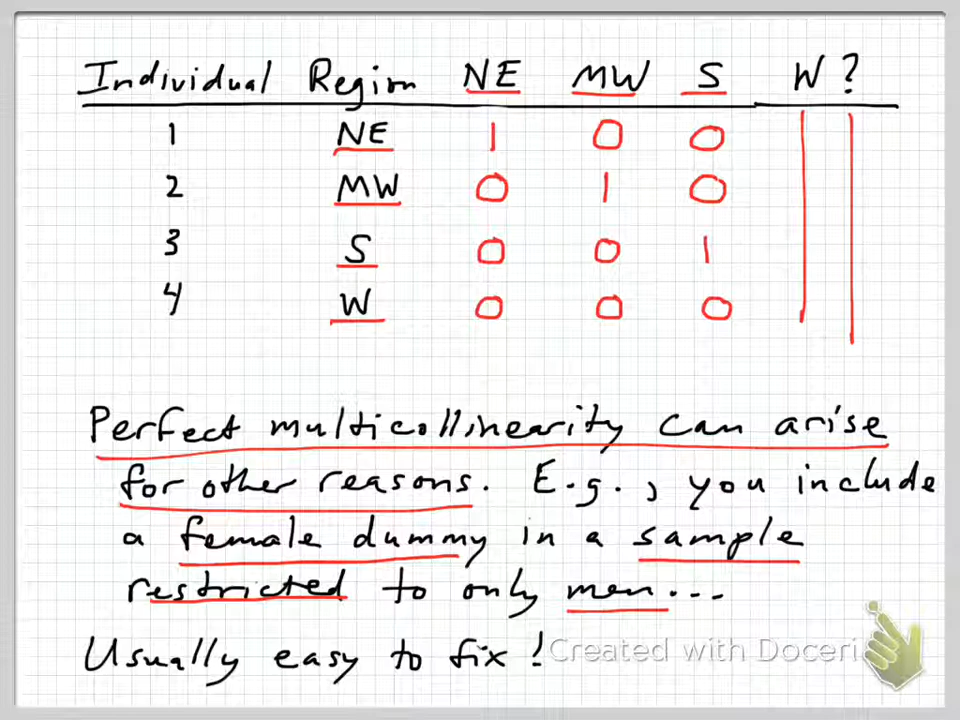 Individual Region NE MW S W?
1 NE 1 0 0
2 MW 0 1 0
3 S 0 0 1
4 W 0 0 0
Perfect multicollinearity can arise
for other reasons. E.g., you include
a female dummy in a sample
restricted to only men...
Usually easy to fix!
Created with Doceri